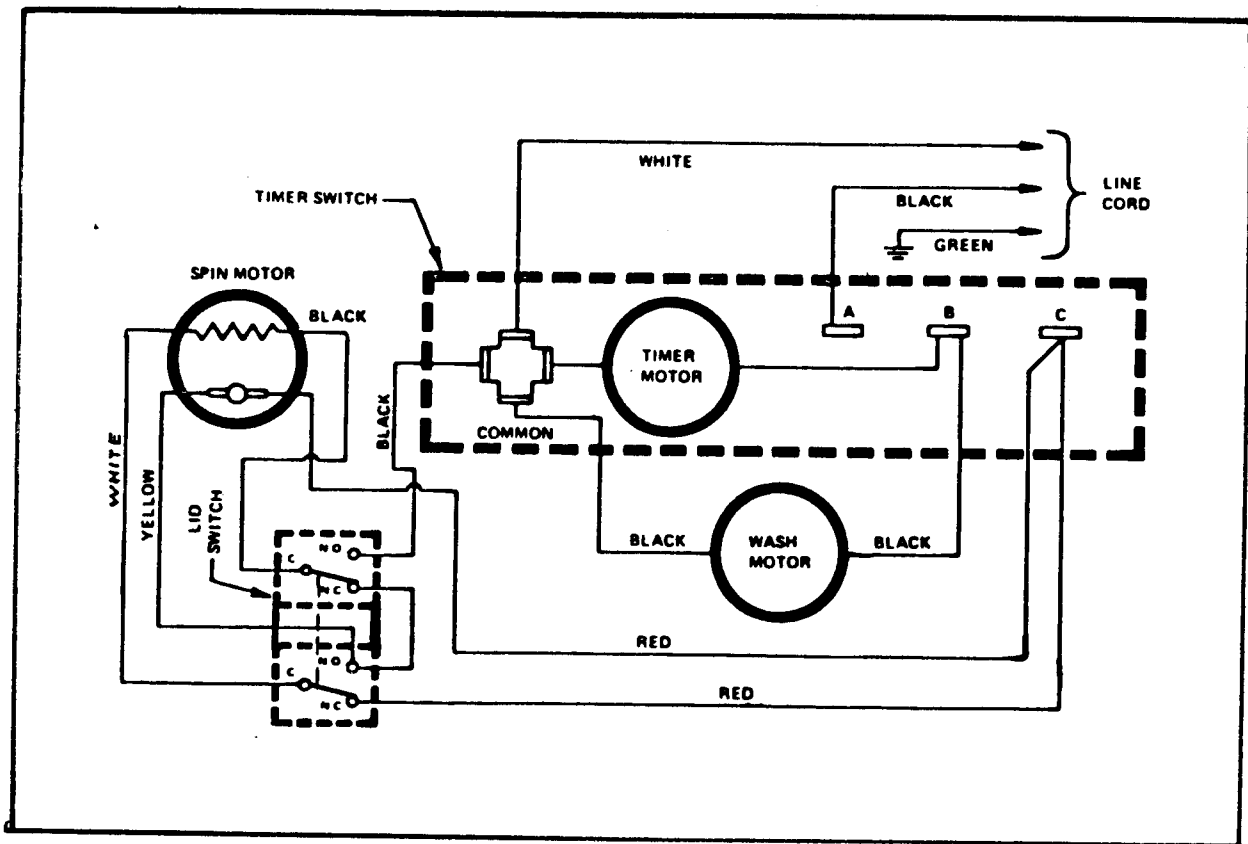 WHITE
LINE
CORD
BLACK
GREEN
TIMER SWITCH
SPIN MOTOR
BLACK
A
B
C
TIMER
MOTOR
COMMON
BLACK
WHITE
YELLOW
LID
SWITCH
NO
C
NC
BLACK
WASH
MOTOR
BLACK
RED
NO
C
NC
RED